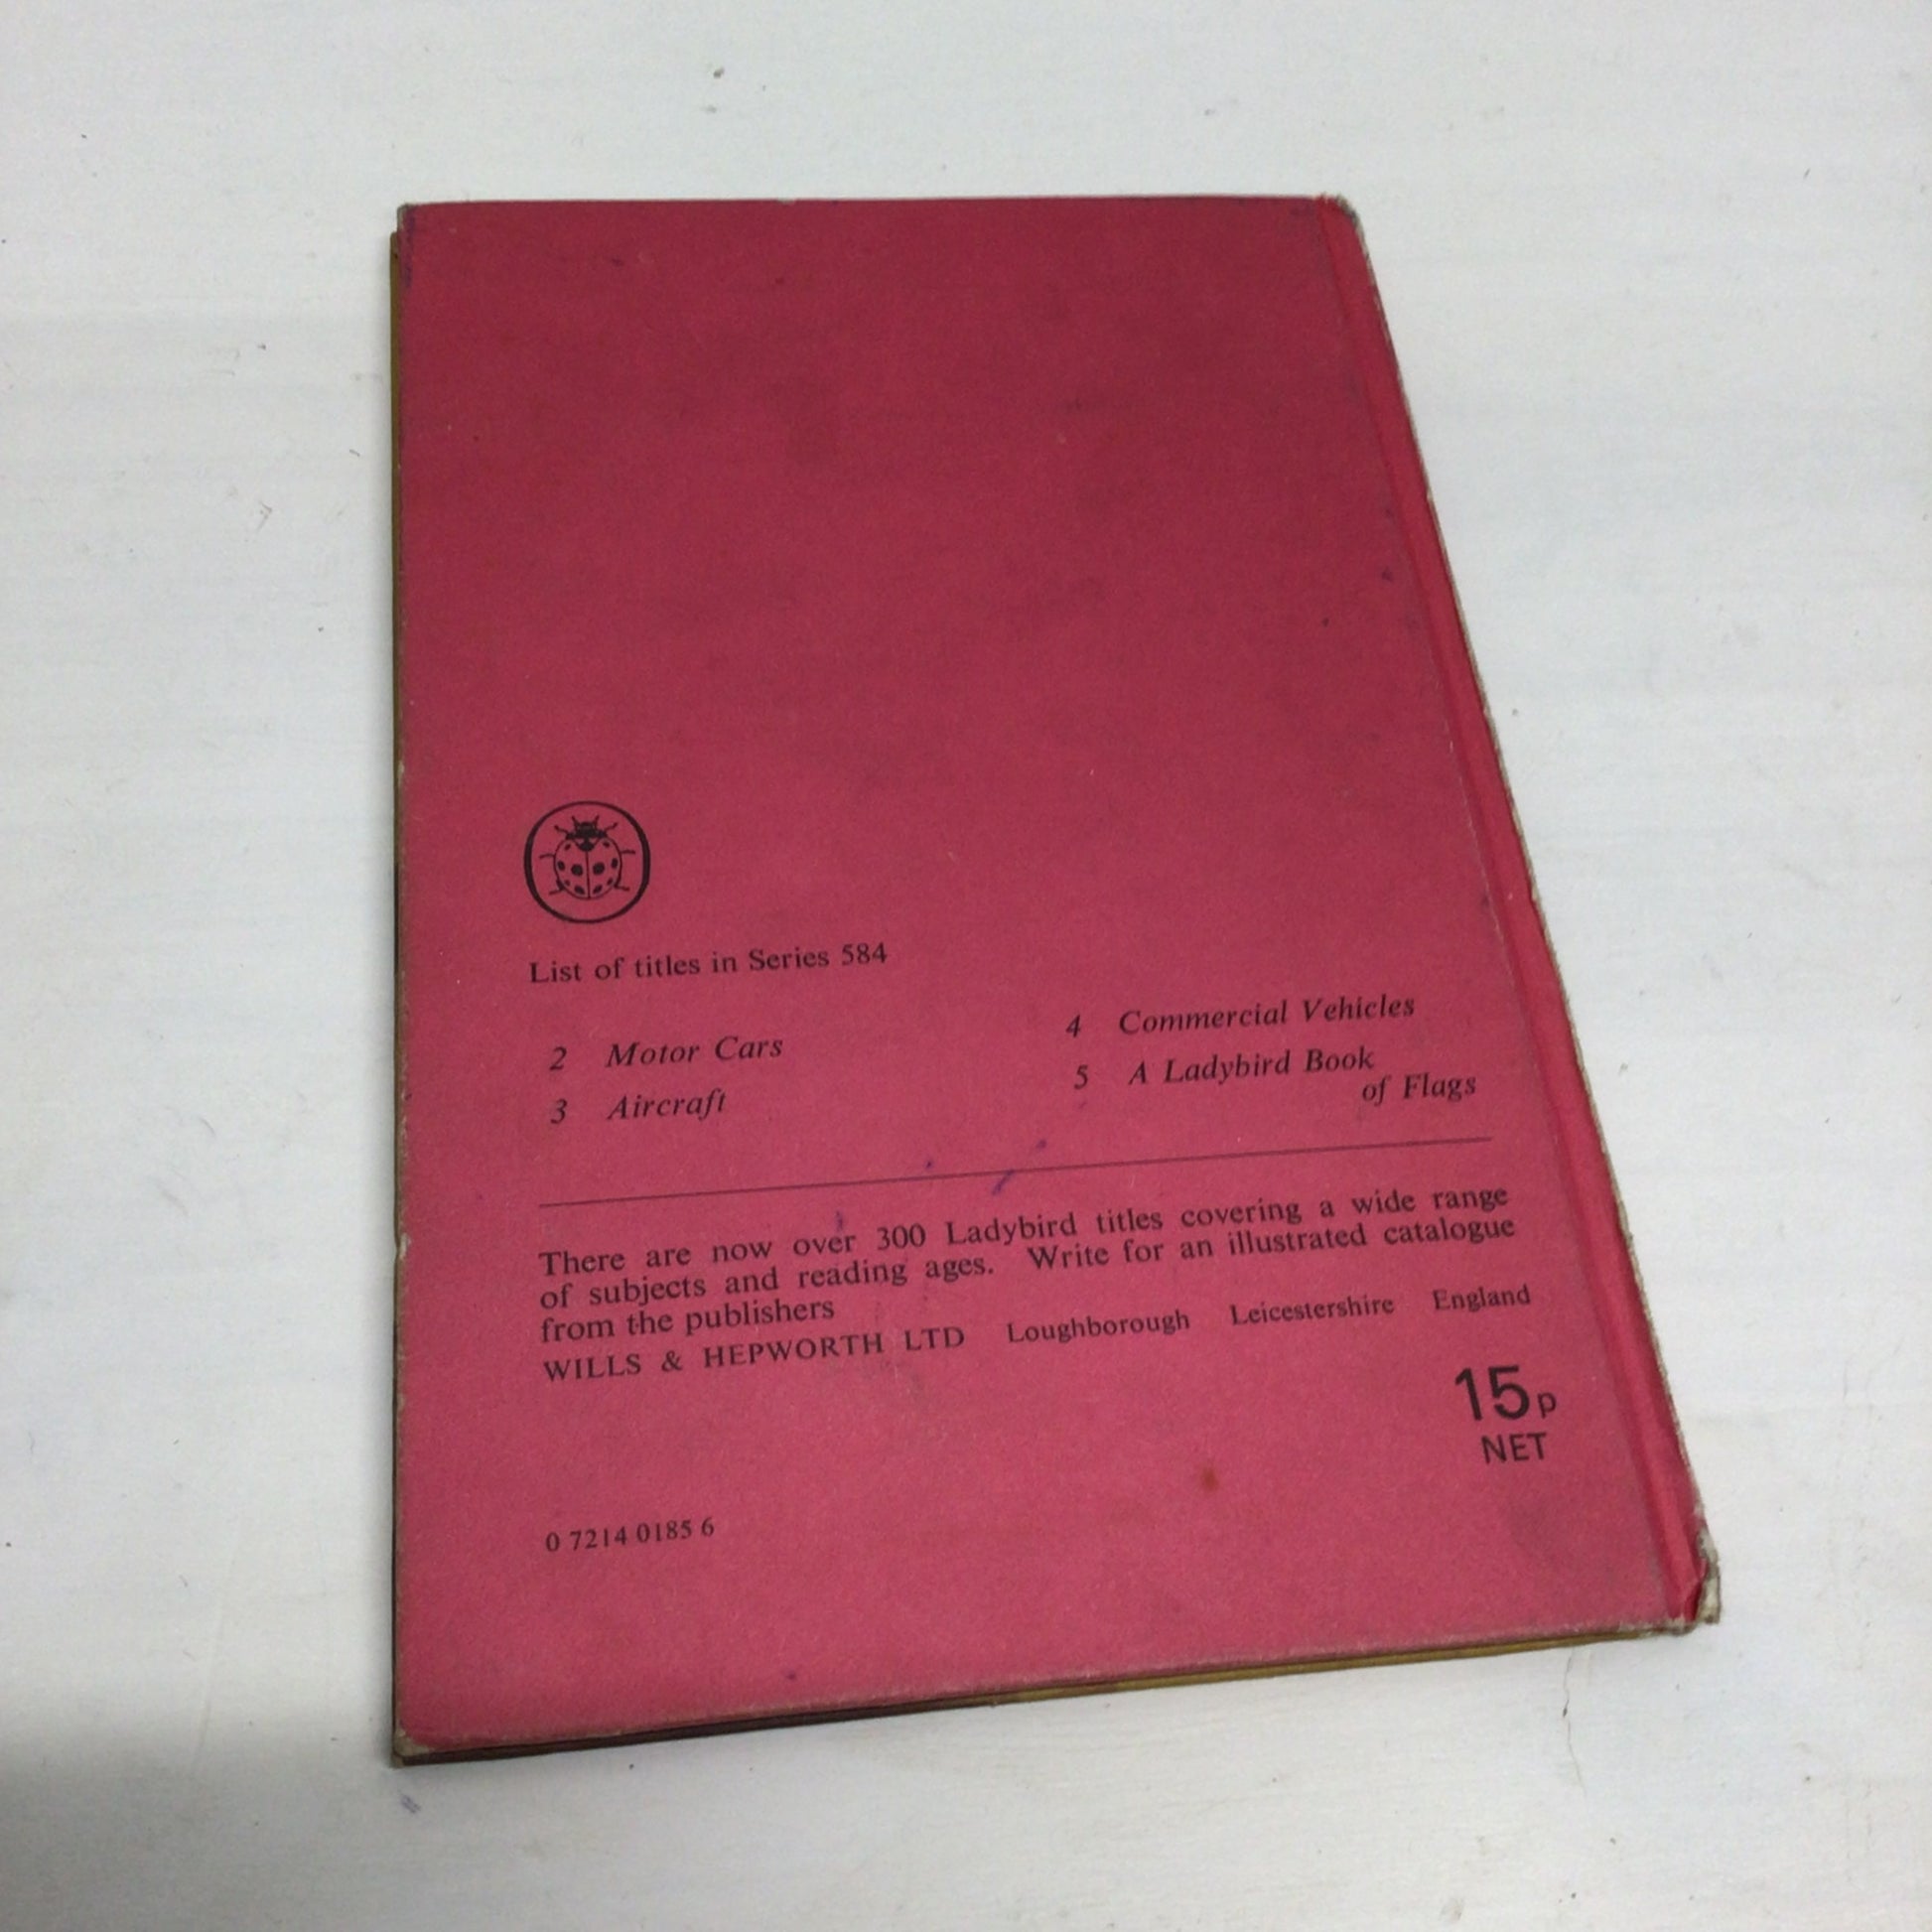 List of titles in Series 584
2 Motor Cars
3 Aircraft
4 Commercial Vehicles
5 A Ladybird Book
of Flags
There are now over 300 Ladybird titles covering a wide range
of subjects and reading ages. Write for an illustrated catalogue
from the publishers
WILLS & HEPWORTH LTD Loughborough Leicestershire England
15p
NET
0 7214 0185 6